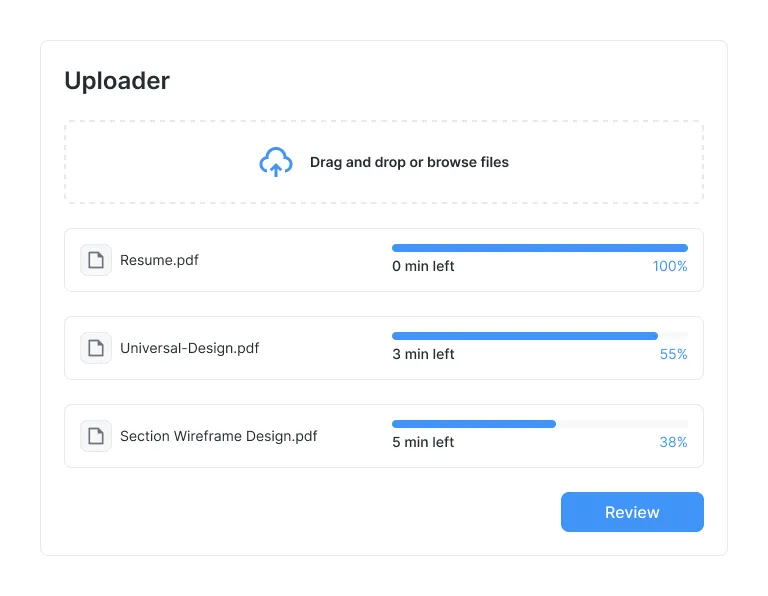 Uploader
Drag and drop or browse files
Resume.pdf
0 min left
100%
Universal-Design.pdf
3 min left
55%
Section Wireframe Design.pdf
5 min left
38%
Review